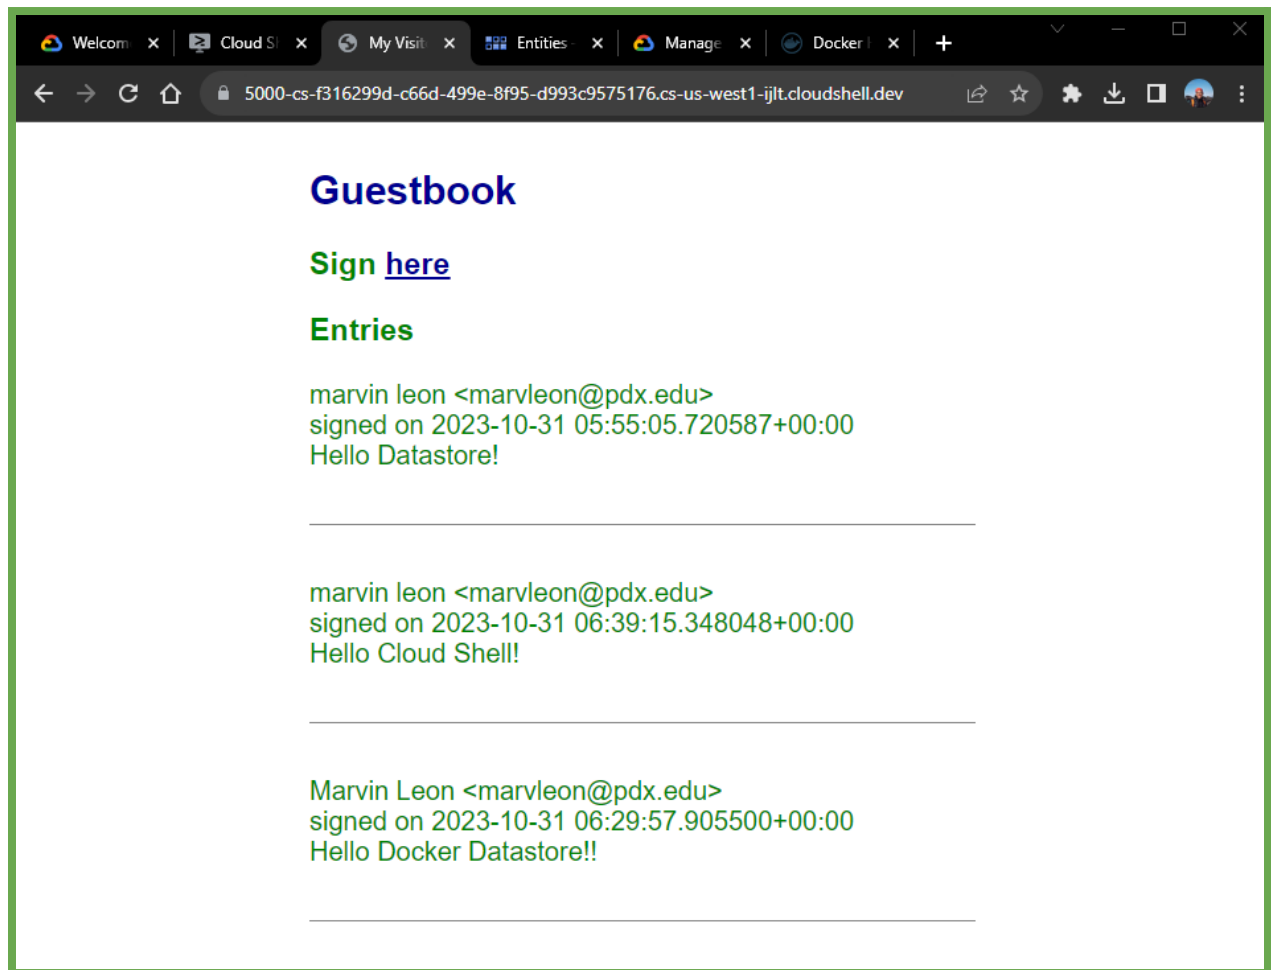 Welcom
Cloud S
My Visit
Entities -
Manage
Docker
5000-cs-f316299d-c66d-499e-8f95-d993c9575176.cs-us-west1-ijlt.cloudshell.dev
Guestbook
Sign here
Entries
marvin leon <marvleon@pdx.edu>
signed on 2023-10-31 05:55:05.720587+00:00
Hello Datastore!
marvin leon <marvleon@pdx.edu>
signed on 2023-10-31 06:39:15.348048+00:00
Hello Cloud Shell!
Marvin Leon <marvleon@pdx.edu>
signed on 2023-10-31 06:29:57.905500+00:00
Hello Docker Datastore!!